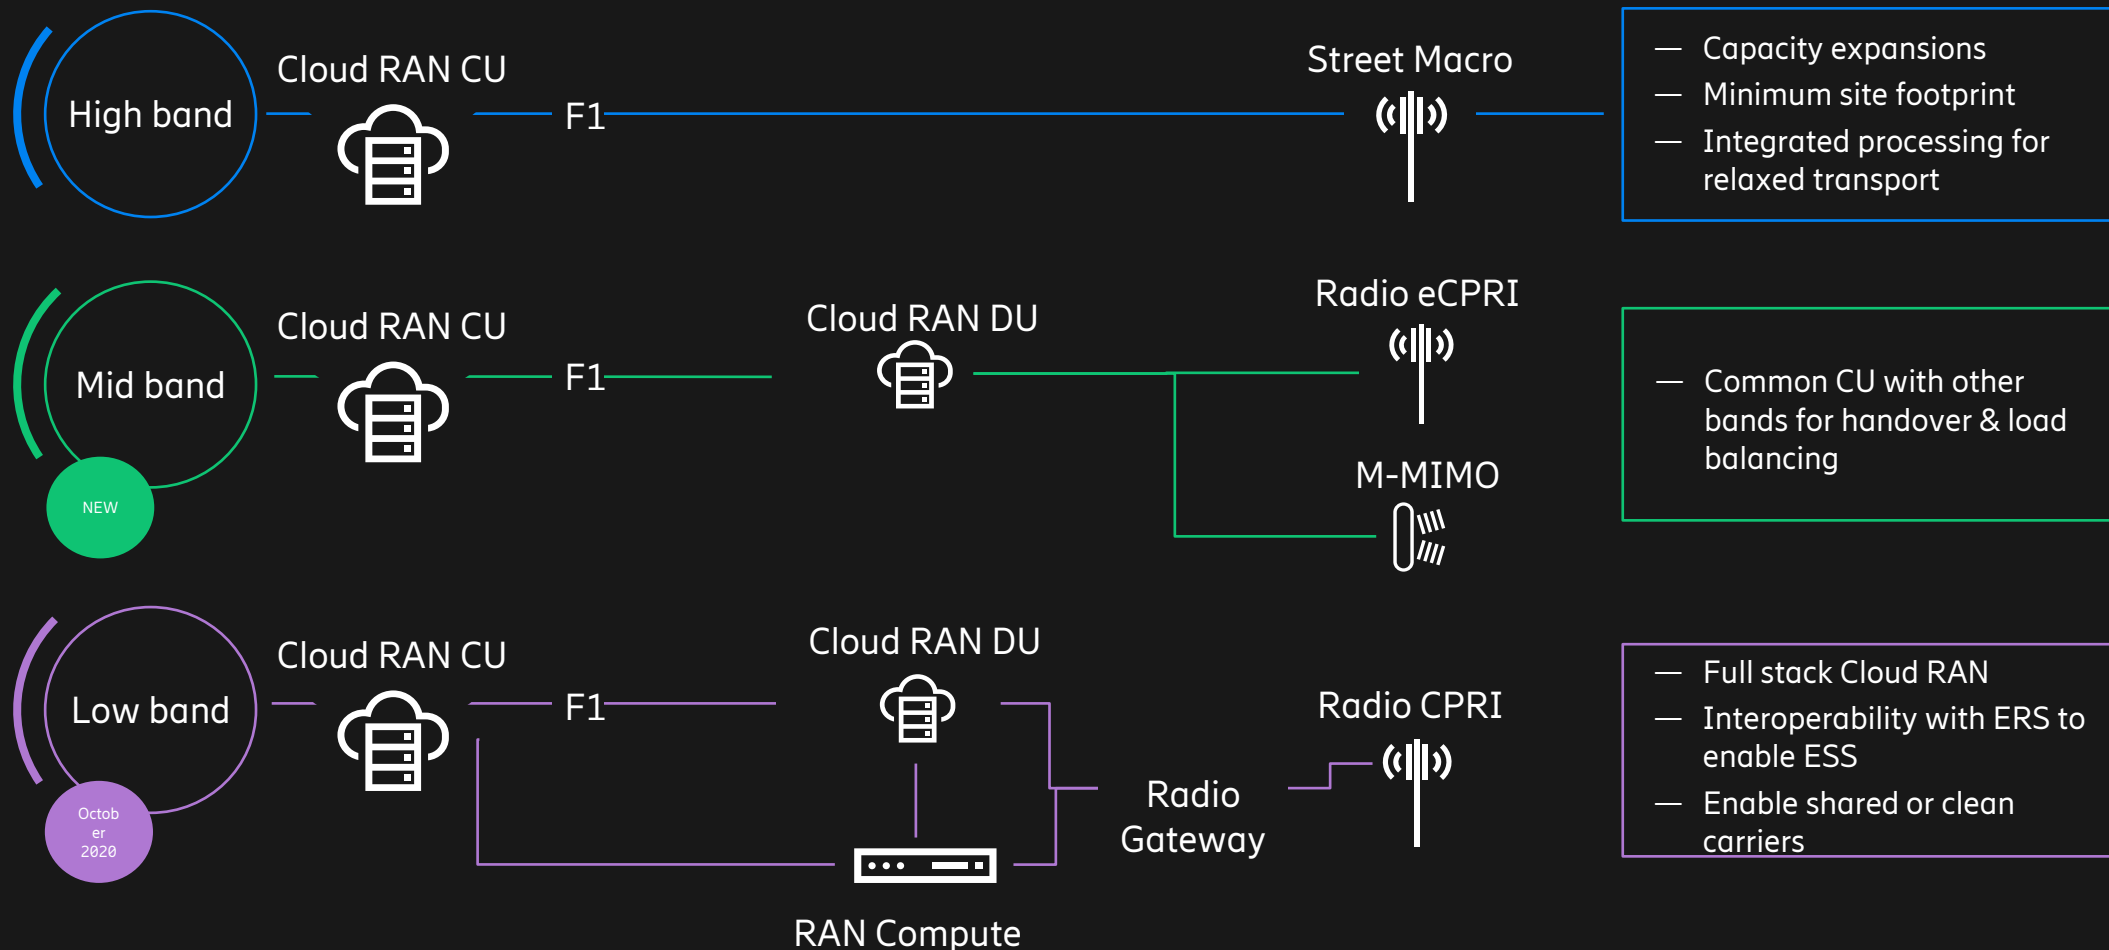 High band
Cloud RAN CU
F1
Street Macro
— Capacity expansions
— Minimum site footprint
— Integrated processing for
relaxed transport
Mid band
NEW
Cloud RAN CU
F1
Cloud RAN DU
Radio eCPRI
M-MIMO
— Common CU with other
bands for handover & load
balancing
Low band
Octob
er
2020
Cloud RAN CU
F1
Cloud RAN DU
RAN Compute
Radio
Gateway
Radio CPRI
— Full stack Cloud RAN
— Interoperability with ERS to
enable ESS
— Enable shared or clean
carriers